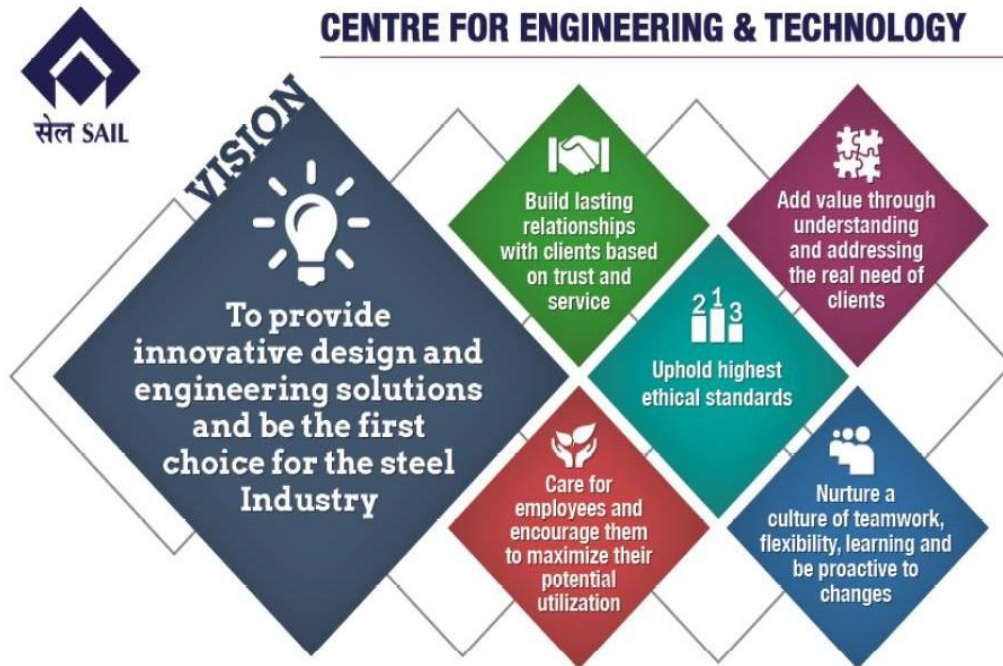 CENTRE FOR ENGINEERING & TECHNOLOGY
सेल SAIL
VISION
To provide
innovative design and
engineering solutions
and be the first
choice for the steel
Industry
Build lasting
relationships
with clients based
on trust and
service
Add value through
understanding
and addressing
the real need of
clients
2 1 3
Uphold highest
ethical standards
Care for
employees and
encourage them
to maximize their
potential
utilization
Nurture a
culture of teamwork,
flexibility, learning and
be proactive to
changes